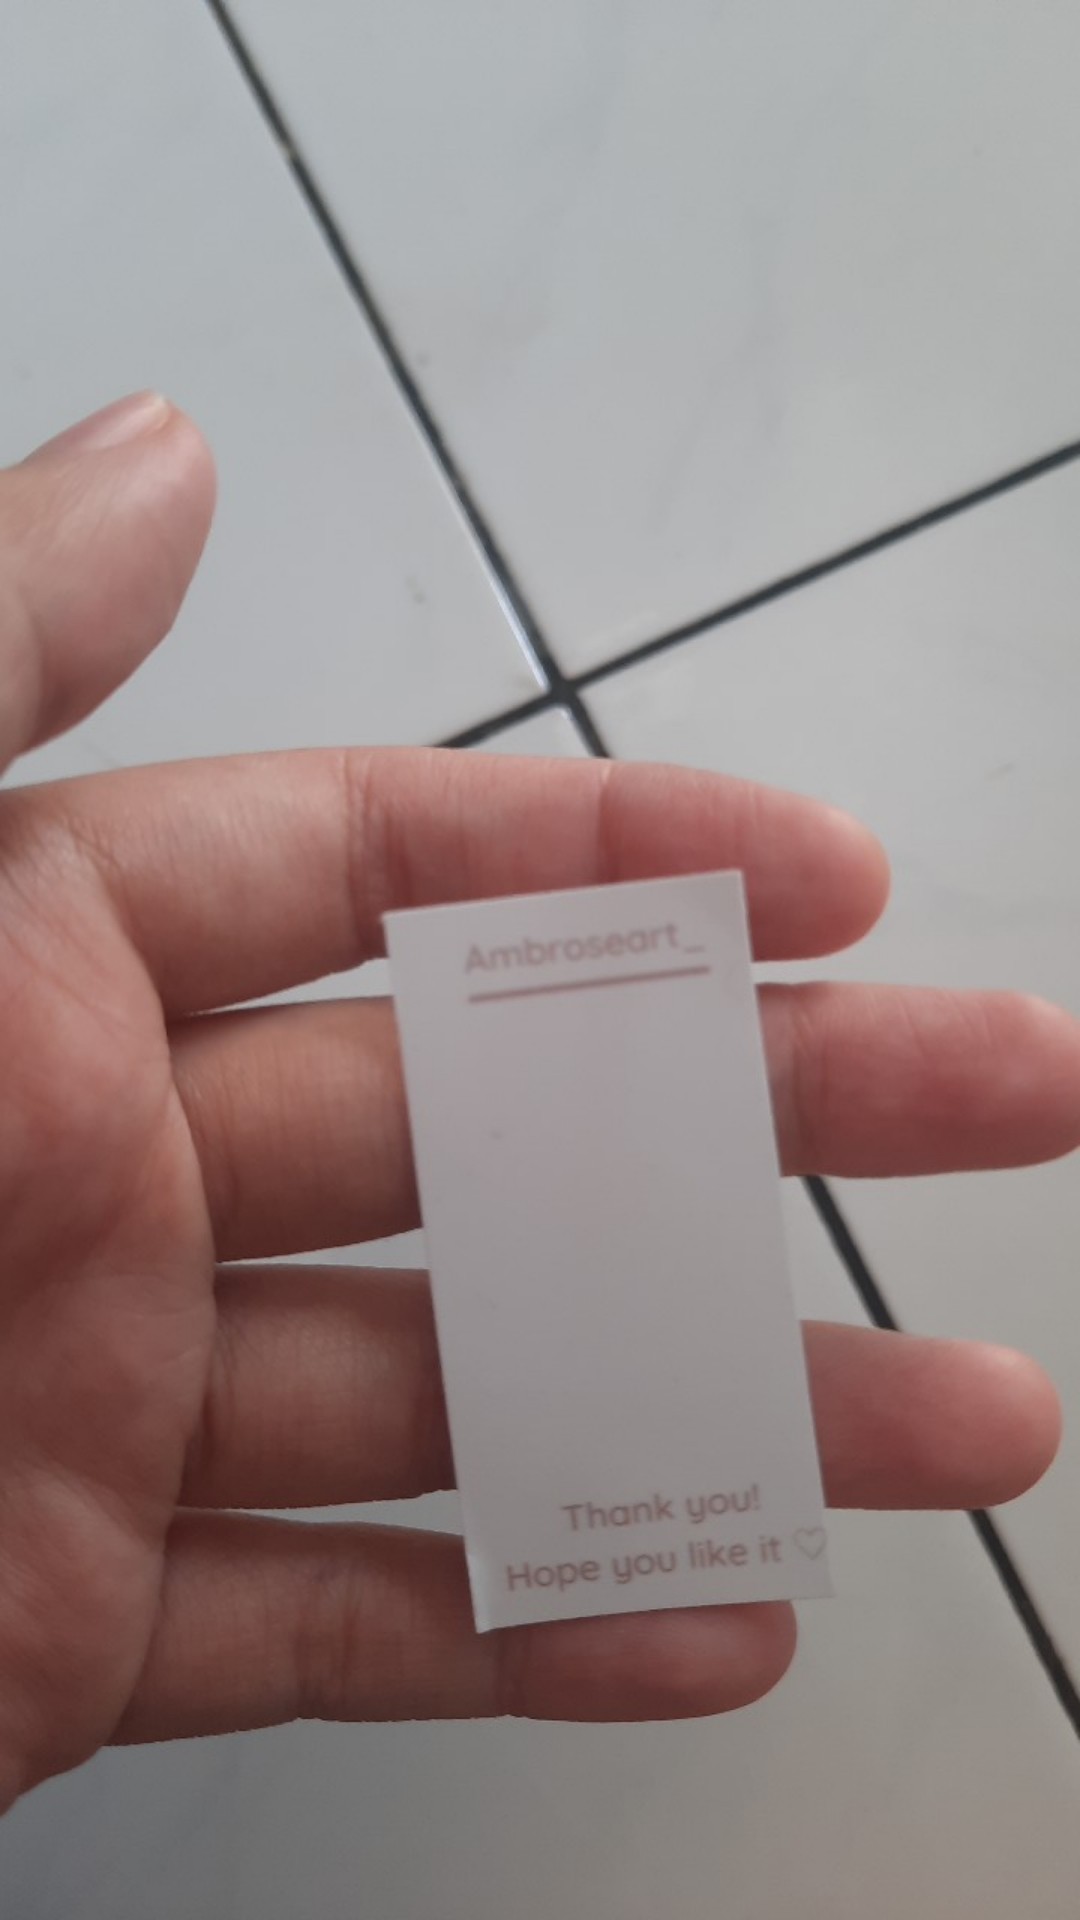 Ambroseart_
Thank you!
Hope you like it ♡